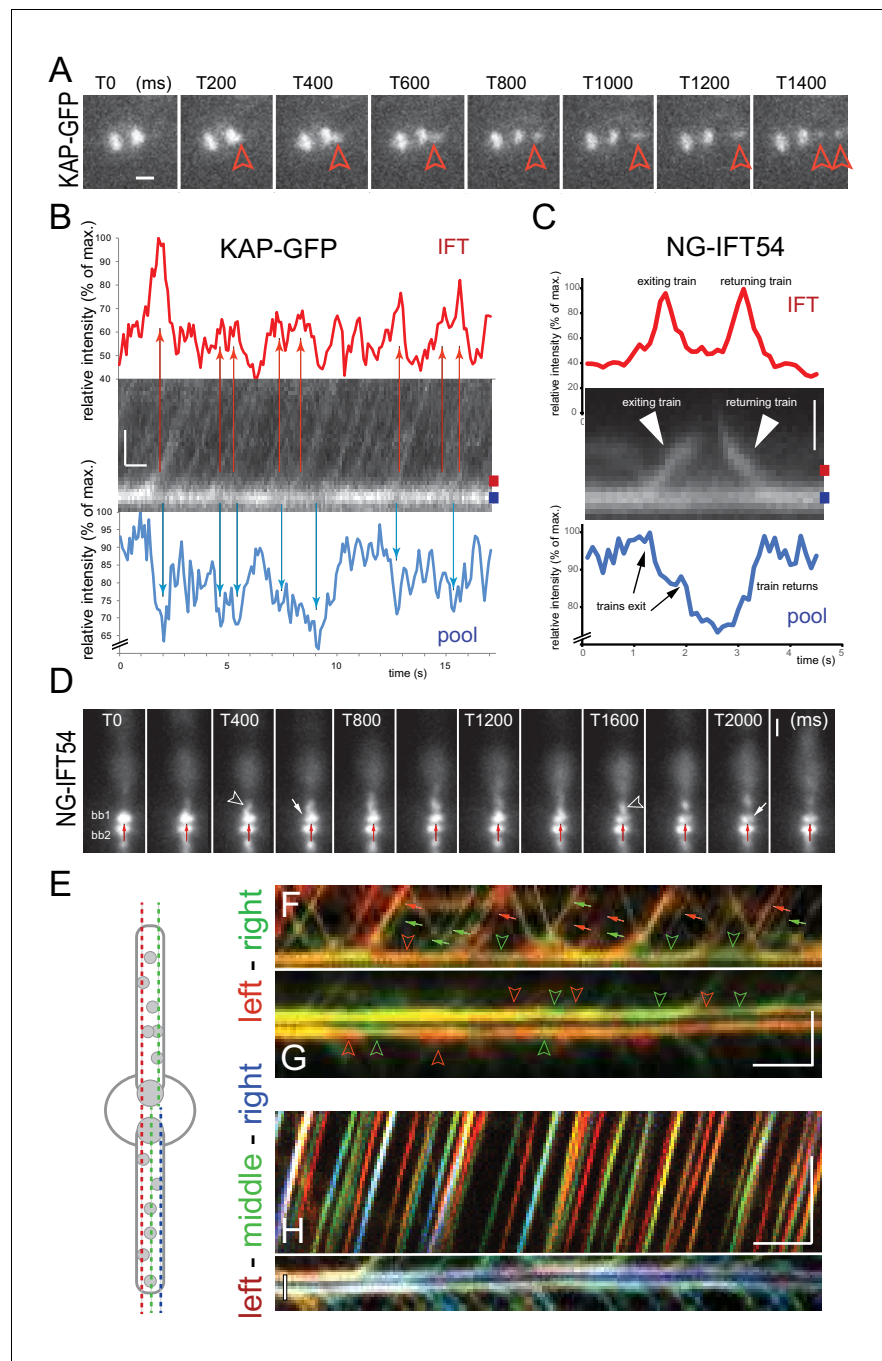 A
T0 (ms) T200 T400 T600 T800 T1000 T1200 T1400
KAP-GFP
B
KAP-GFP
IFT
relative intensity (% of max.)
100
90
80
70
60
50
40
relative intensity (% of max.)
100
95
90
85
80
75
70
65
pool
0 5 10 15
time (s)
C
NG-IFT54
relative intensity (% of max.)
100
80
60
40
20
0
exiting train returning train
IFT
exiting train returning train
relative intensity (% of max.)
100
90
80
trains exit
train returns
pool
0 1 2 3 4 5
time (s)
D
NG-IFT54
T0 T400 T800 T1200 T1600 T2000 (ms)
bb1
bb2
E
left - right
F
G
left - middle - right
H
I